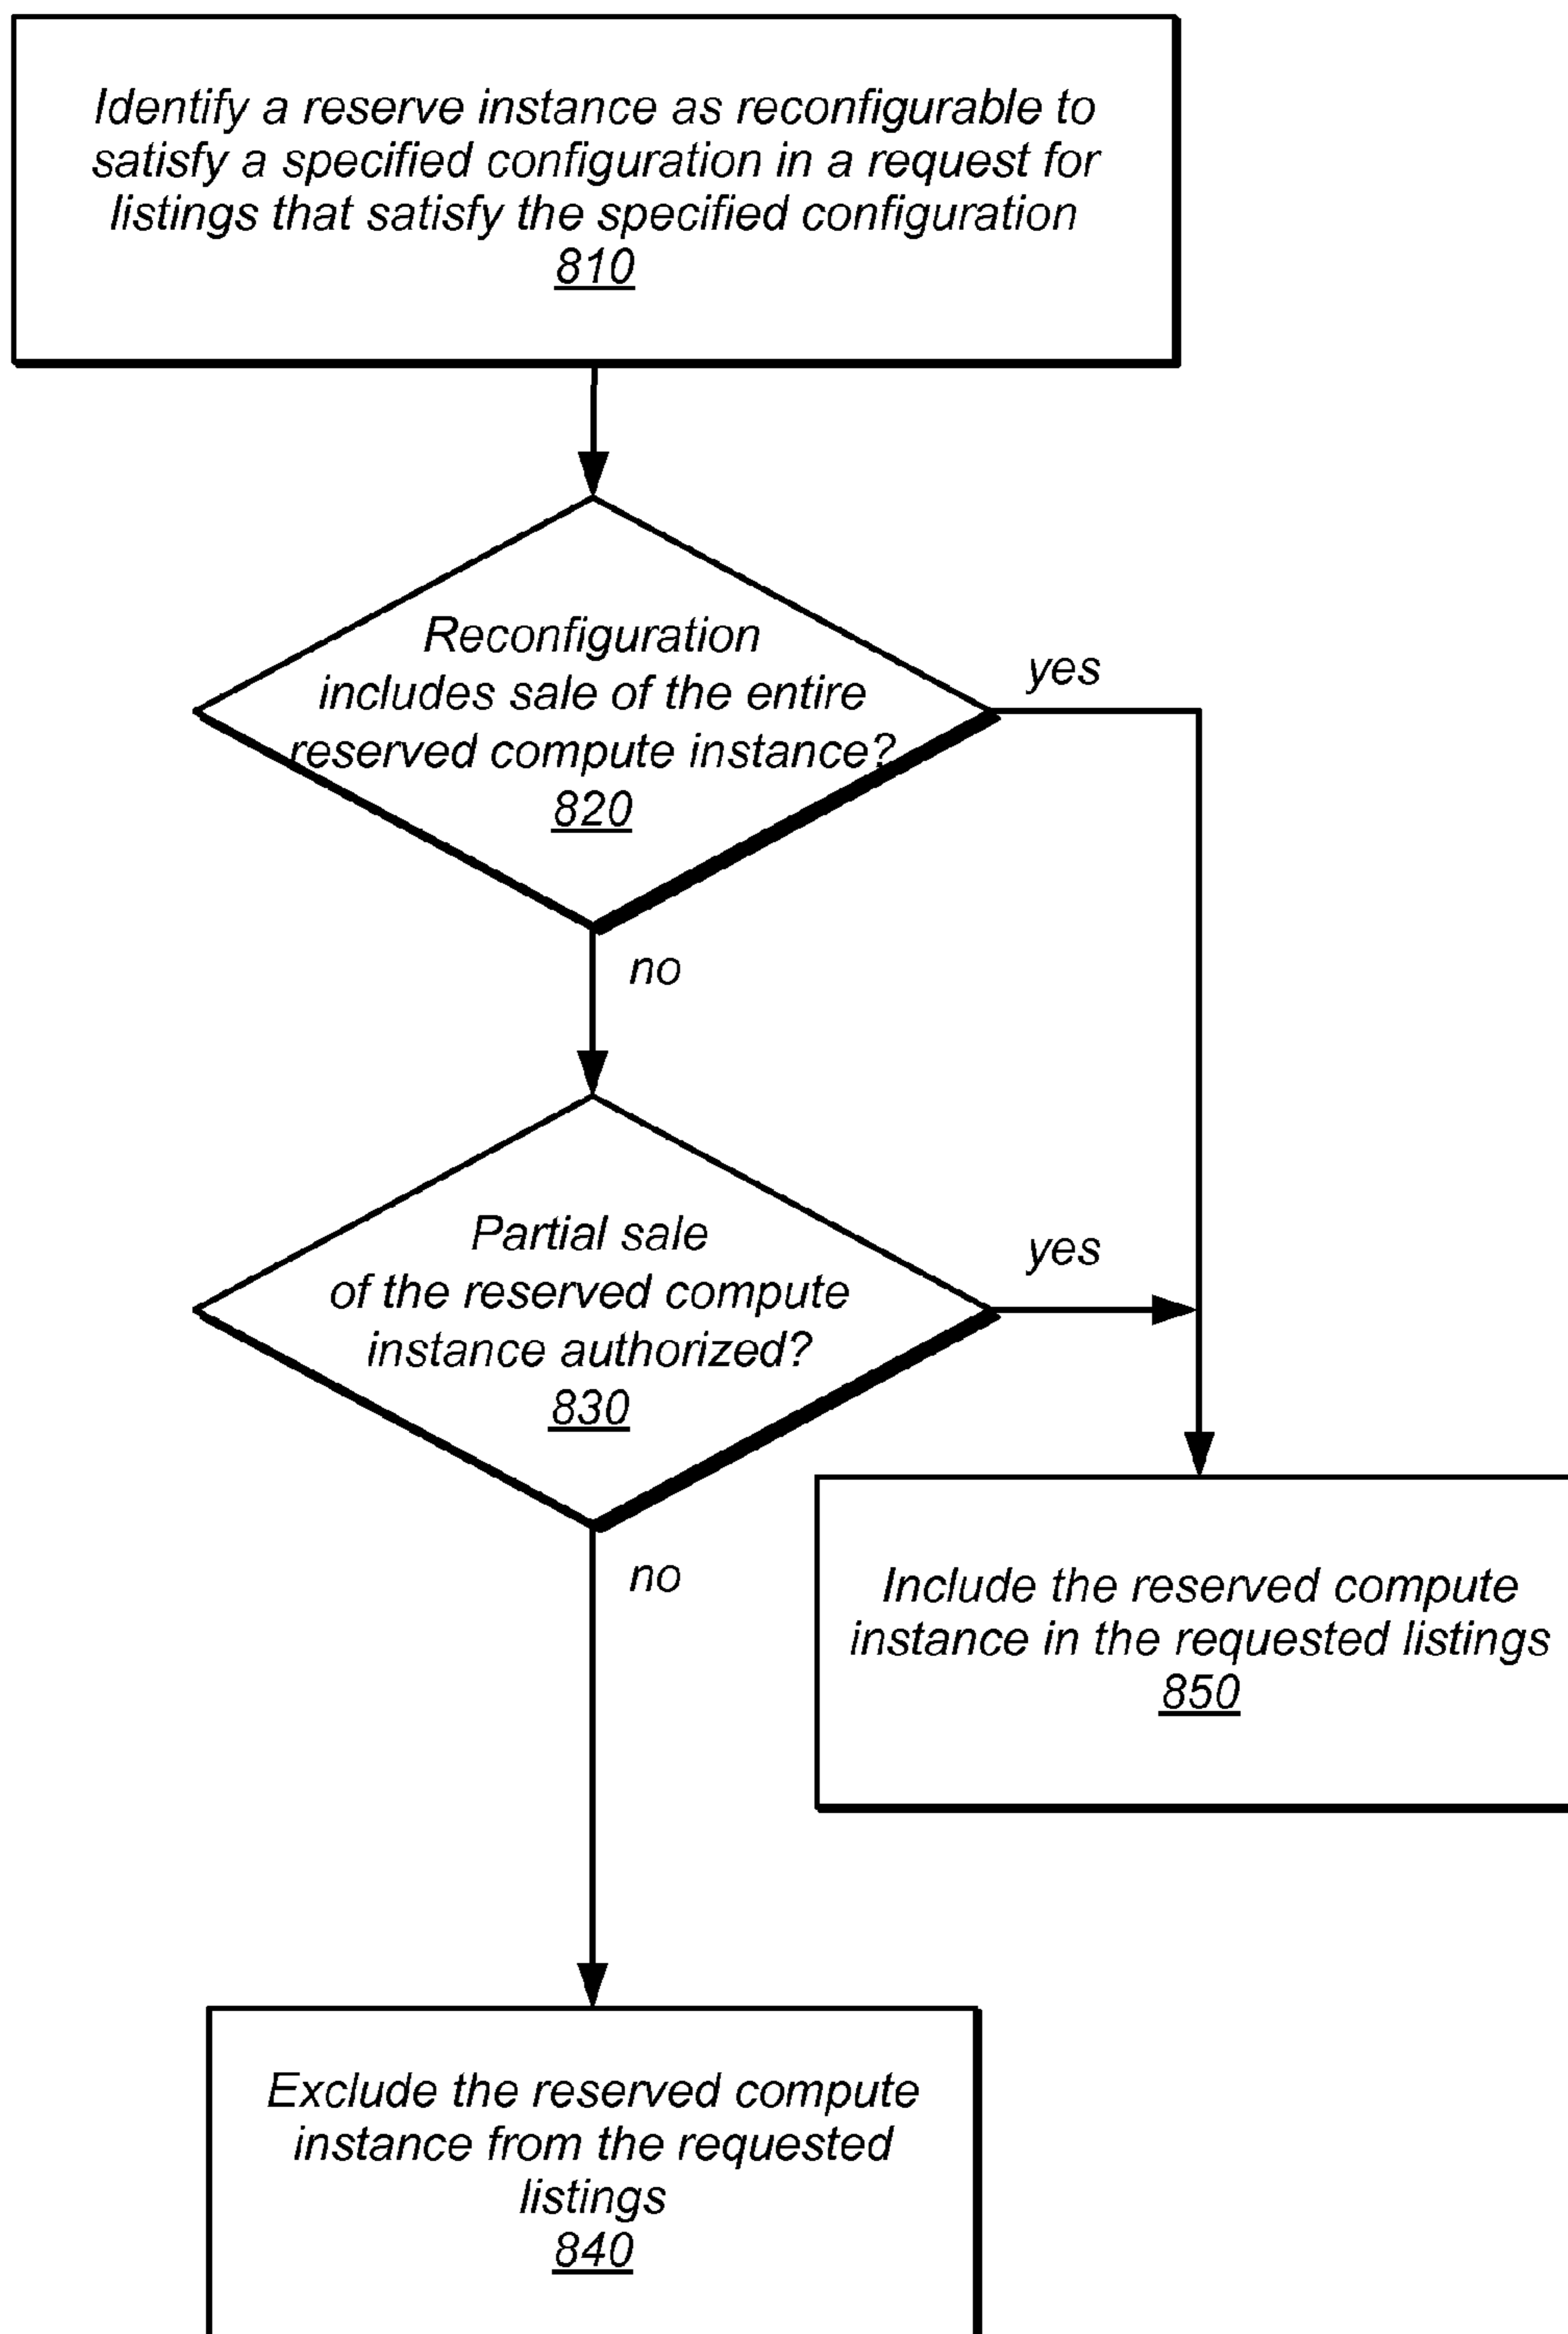 Identify a reserve instance as reconfigurable to
satisfy a specified configuration in a request for
listings that satisfy the specified configuration
810
Reconfiguration
includes sale of the entire
reserved compute instance?
820
yes
no
Partial sale
of the reserved compute
instance authorized?
830
yes
no
Include the reserved compute
instance in the requested listings
850
Exclude the reserved compute
instance from the requested
listings
840